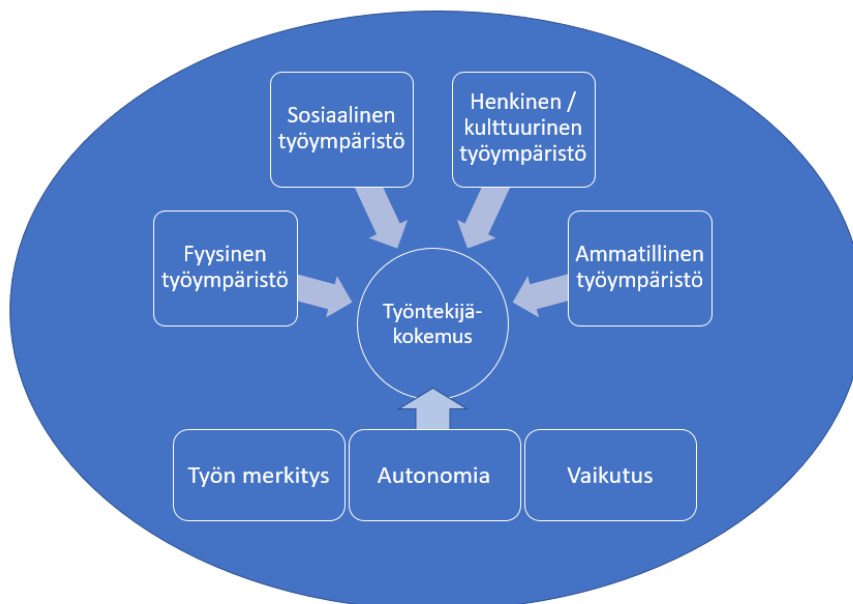 Sosiaalinen
työympäristö
Henkinen /
kulttuurinen
työympäristö
Fyysinen
työympäristö
Ammatillinen
työympäristö
Työntekijä-
kokemus
Työn merkitys
Autonomia
Vaikutus